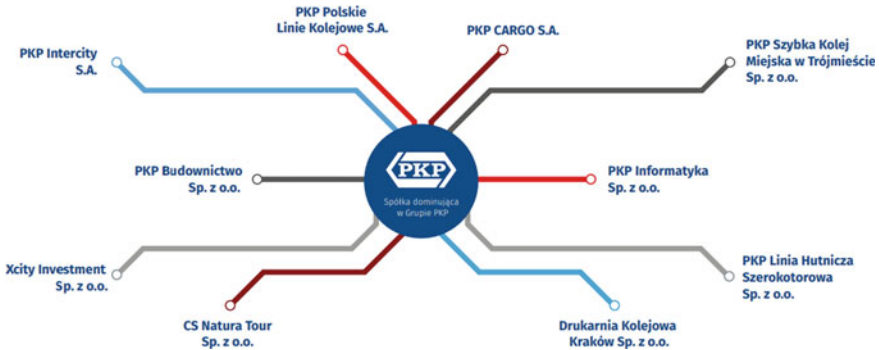 PKP Polskie
Linie Kolejowe S.A.
PKP CARGO S.A.
PKP Intercity
S.A.
PKP Szybka Kolej
Miejska w Trójmieście
Sp. z o.o.
PKP Budownictwo
Sp. z o.o.
PKP
Spółka dominująca
w Grupie PKP
PKP Informatyka
Sp. z o.o.
Xcity Investment
Sp. z o.o.
PKP Linia Hutnicza
Szerokotorowa
Sp. z o.o.
CS Natura Tour
Sp. z o.o.
Drukarnia Kolejowa
Kraków Sp. z o.o.